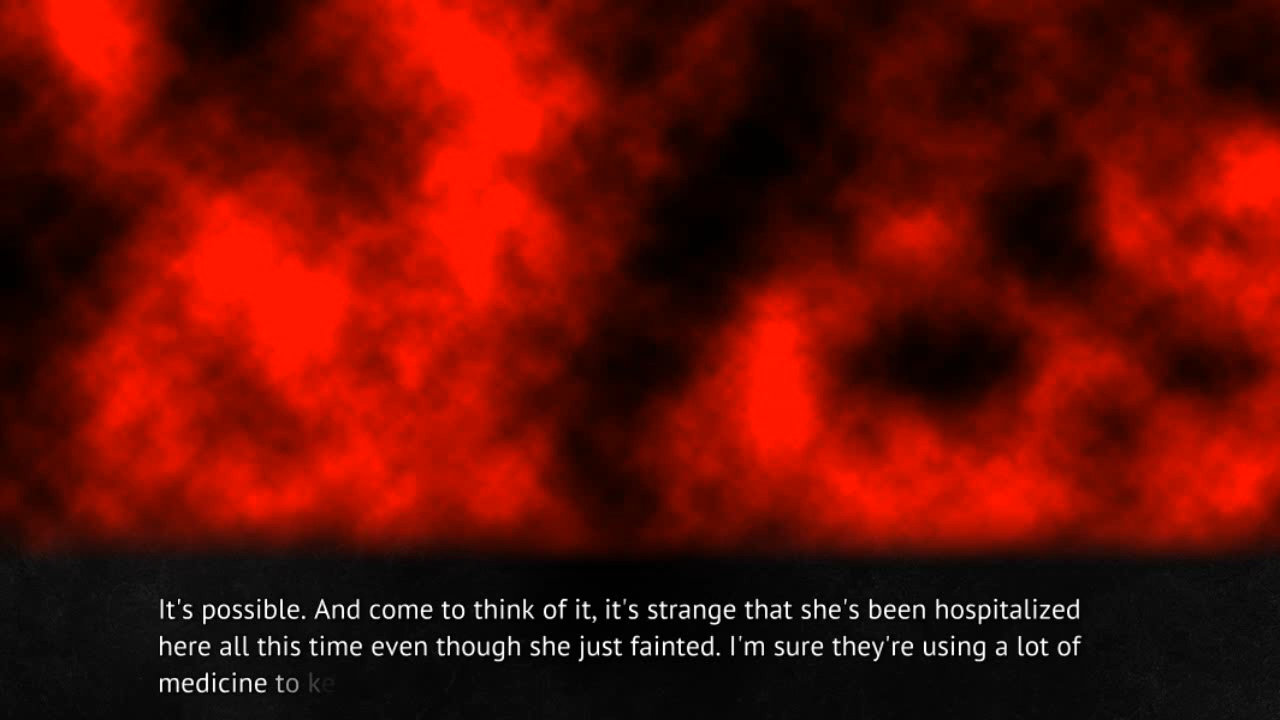 It's possible. And come to think of it, it's strange that she's been hospitalized
here all this time even though she just fainted. I'm sure they're using a lot of
medicine to ke